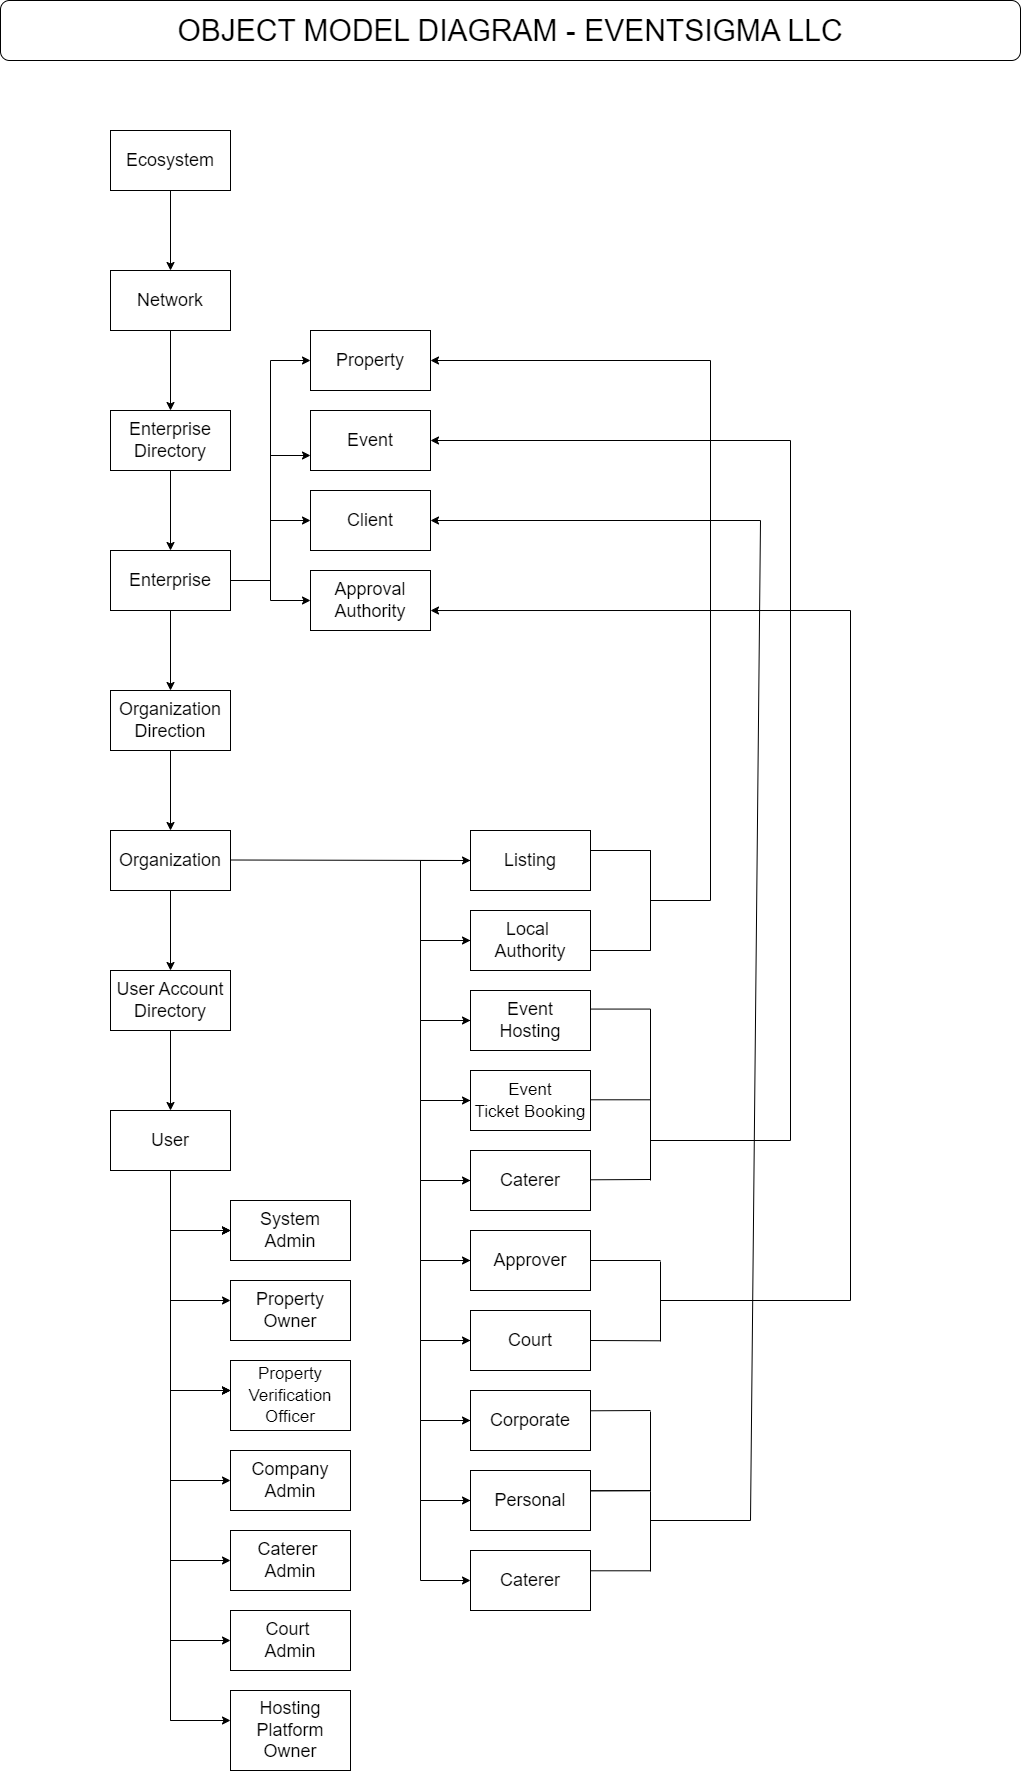 OBJECT MODEL DIAGRAM - EVENTSIGMA LLC
Ecosystem
Network
Enterprise
Directory
Enterprise
Property
Event
Client
Approval
Authority
Organization
Direction
Organization
User Account
Directory
User
System
Admin
Property
Owner
Property
Verification
Officer
Company
Admin
Caterer
Admin
Court
Admin
Hosting
Platform
Owner
Listing
Local
Authority
Event
Hosting
Event
Ticket Booking
Caterer
Approver
Court
Corporate
Personal
Caterer